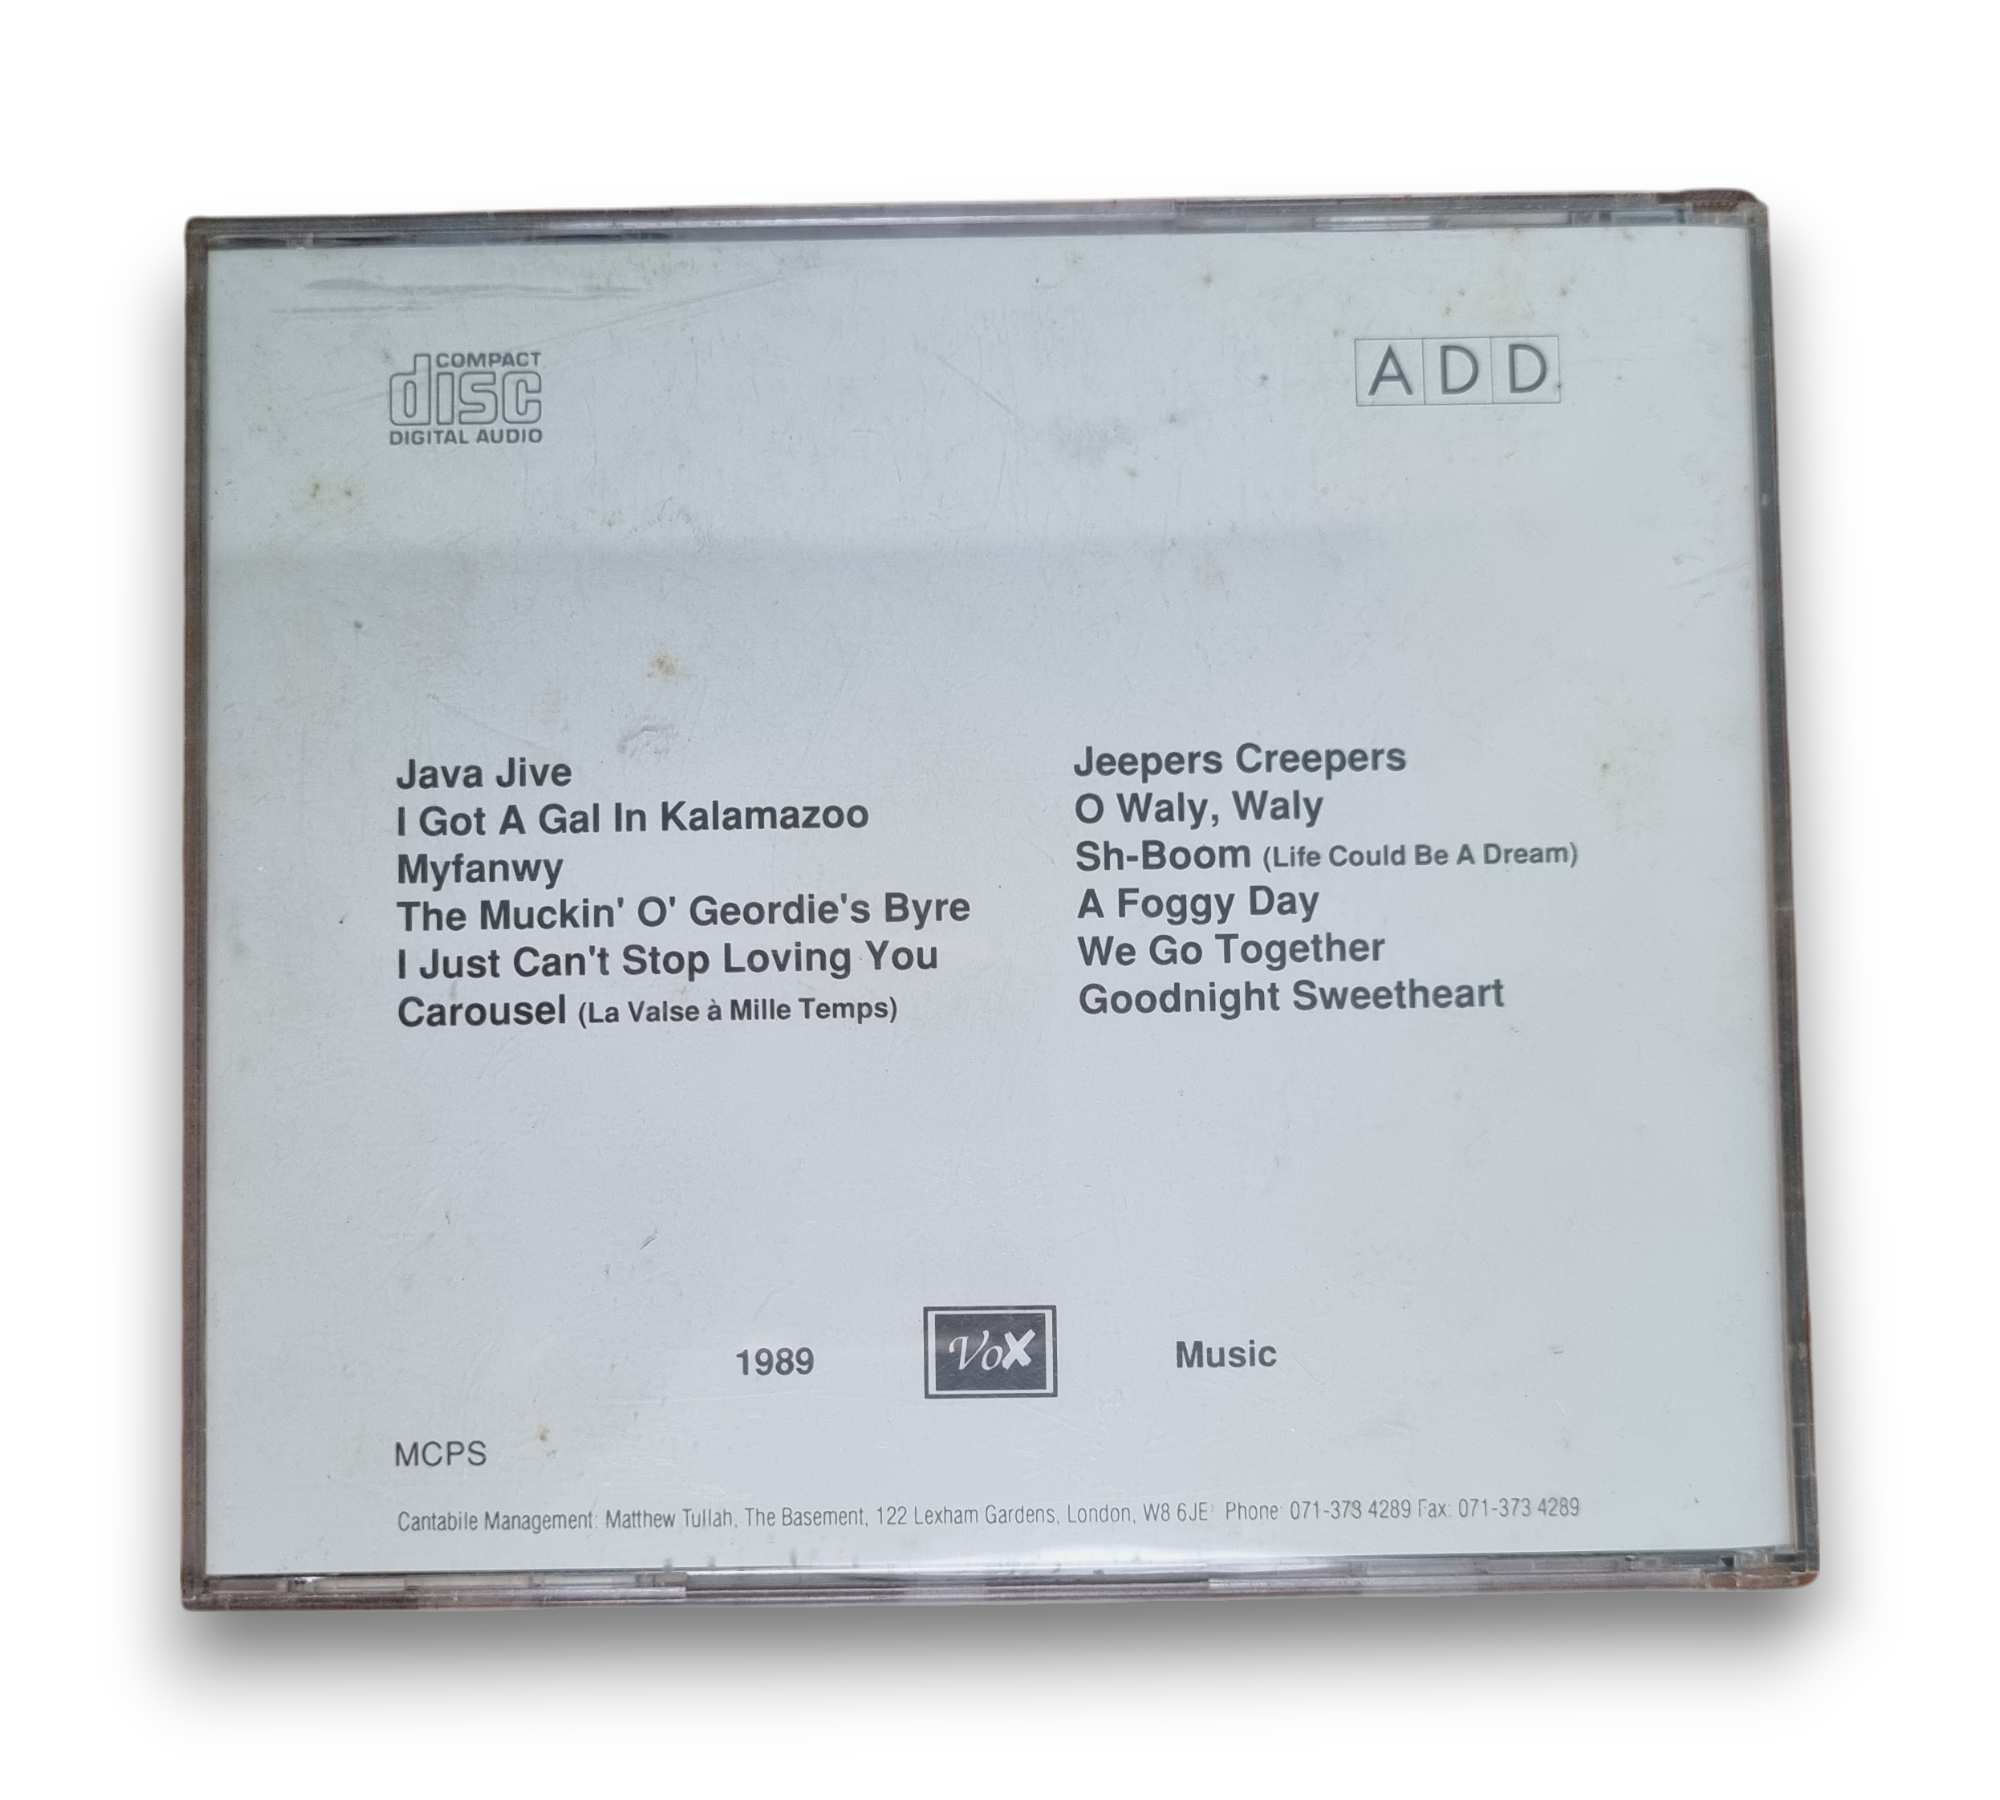 COMPACT
disc
DIGITAL AUDIO
ADD
Java Jive
I Got A Gal In Kalamazoo
Myfanwy
The Muckin' O' Geordie's Byre
I Just Can't Stop Loving You
Carousel (La Valse à Mille Temps)
Jeepers Creepers
O Waly, Waly
Sh-Boom (Life Could Be A Dream)
A Foggy Day
We Go Together
Goodnight Sweetheart
1989
VoX
Music
MCPS
Cantabile Management: Matthew Tullah, The Basement, 122 Lexham Gardens, London, W8 6JE Phone: 071-373 4289 Fax: 071-373 4289